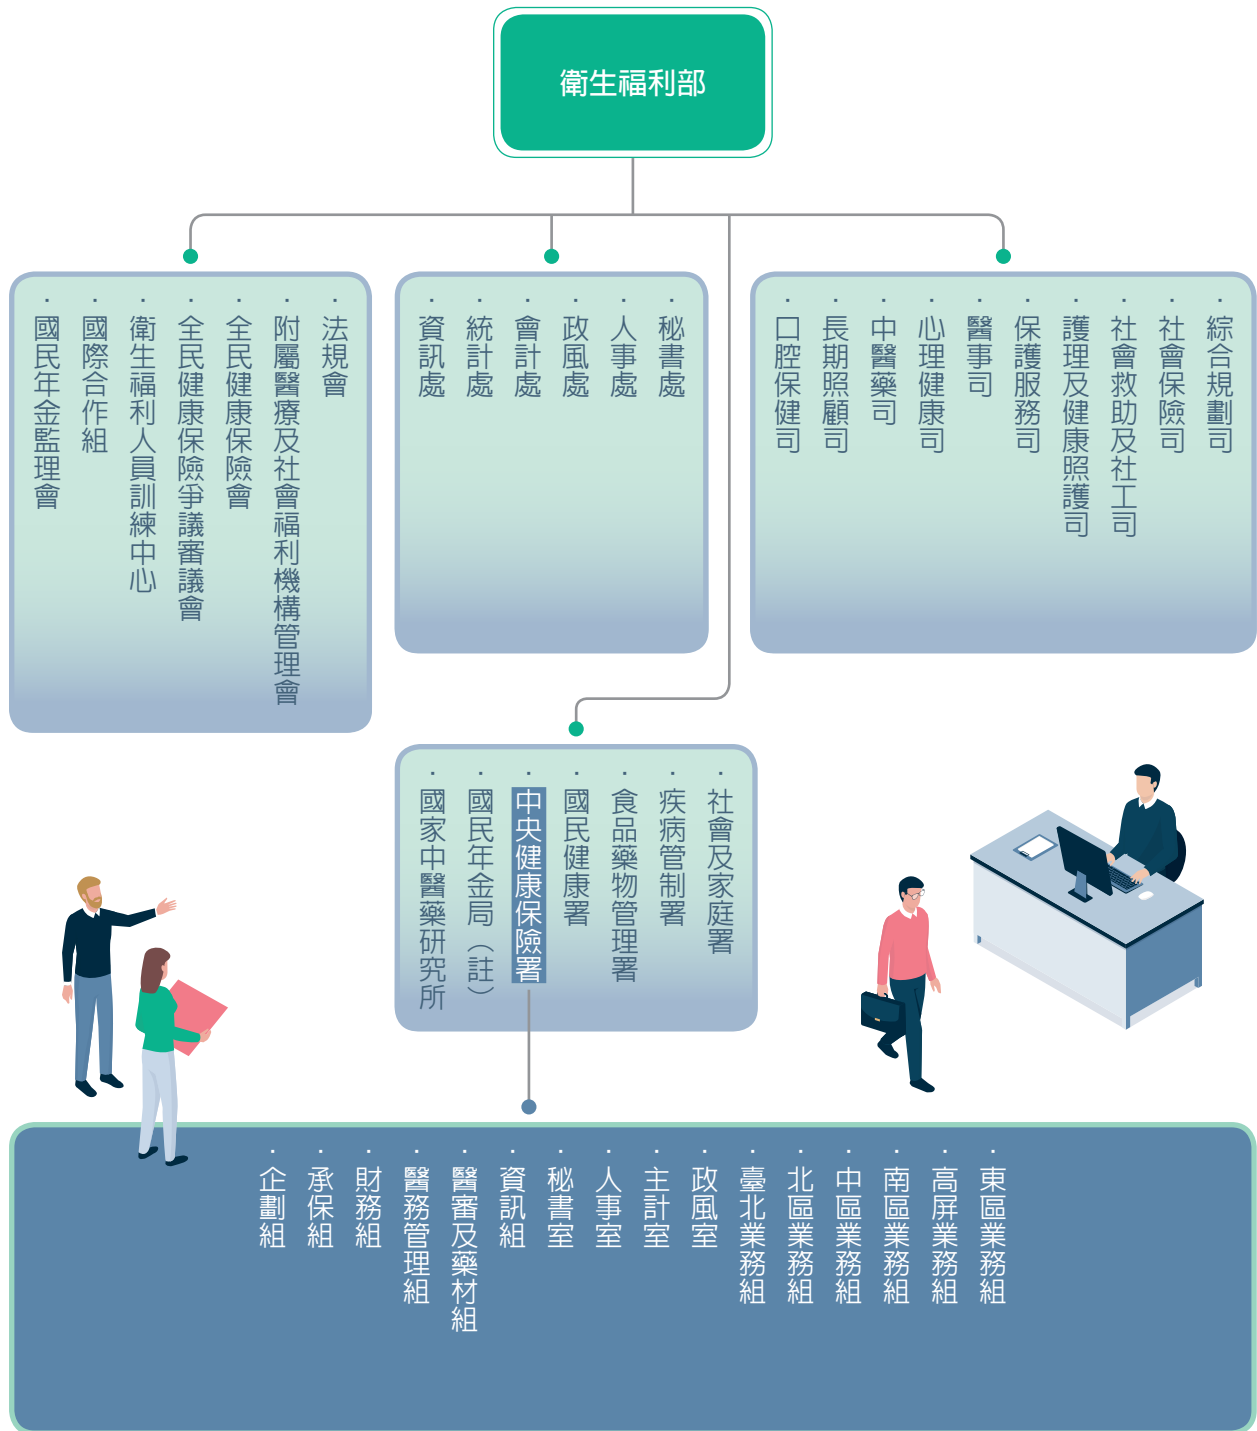 衛生福利部
· 綜合規劃司
· 社會保險司
· 社會救助及社工司
· 護理及健康照護司
· 保護服務司
· 醫事司
· 心理健康司
· 中醫藥司
· 長期照顧司
· 口腔保健司
· 秘書處
· 人事處
· 政風處
· 會計處
· 統計處
· 資訊處
· 法規會
· 附屬醫療及社會福利機構管理會
· 全民健康保險會
· 全民健康保險爭議審議會
· 衛生福利人員訓練中心
· 國際合作組
· 國民年金監理會
· 社會及家庭署
· 疾病管制署
· 食品藥物管理署
· 國民健康署
· 中央健康保險署
· 國民年金局（註）
· 國家中醫藥研究所
· 企劃組
· 承保組
· 財務組
· 醫務管理組
· 醫審及藥材組
· 資訊組
· 秘書室
· 人事室
· 主計室
· 政風室
· 臺北業務組
· 北區業務組
· 中區業務組
· 南區業務組
· 高屏業務組
· 東區業務組